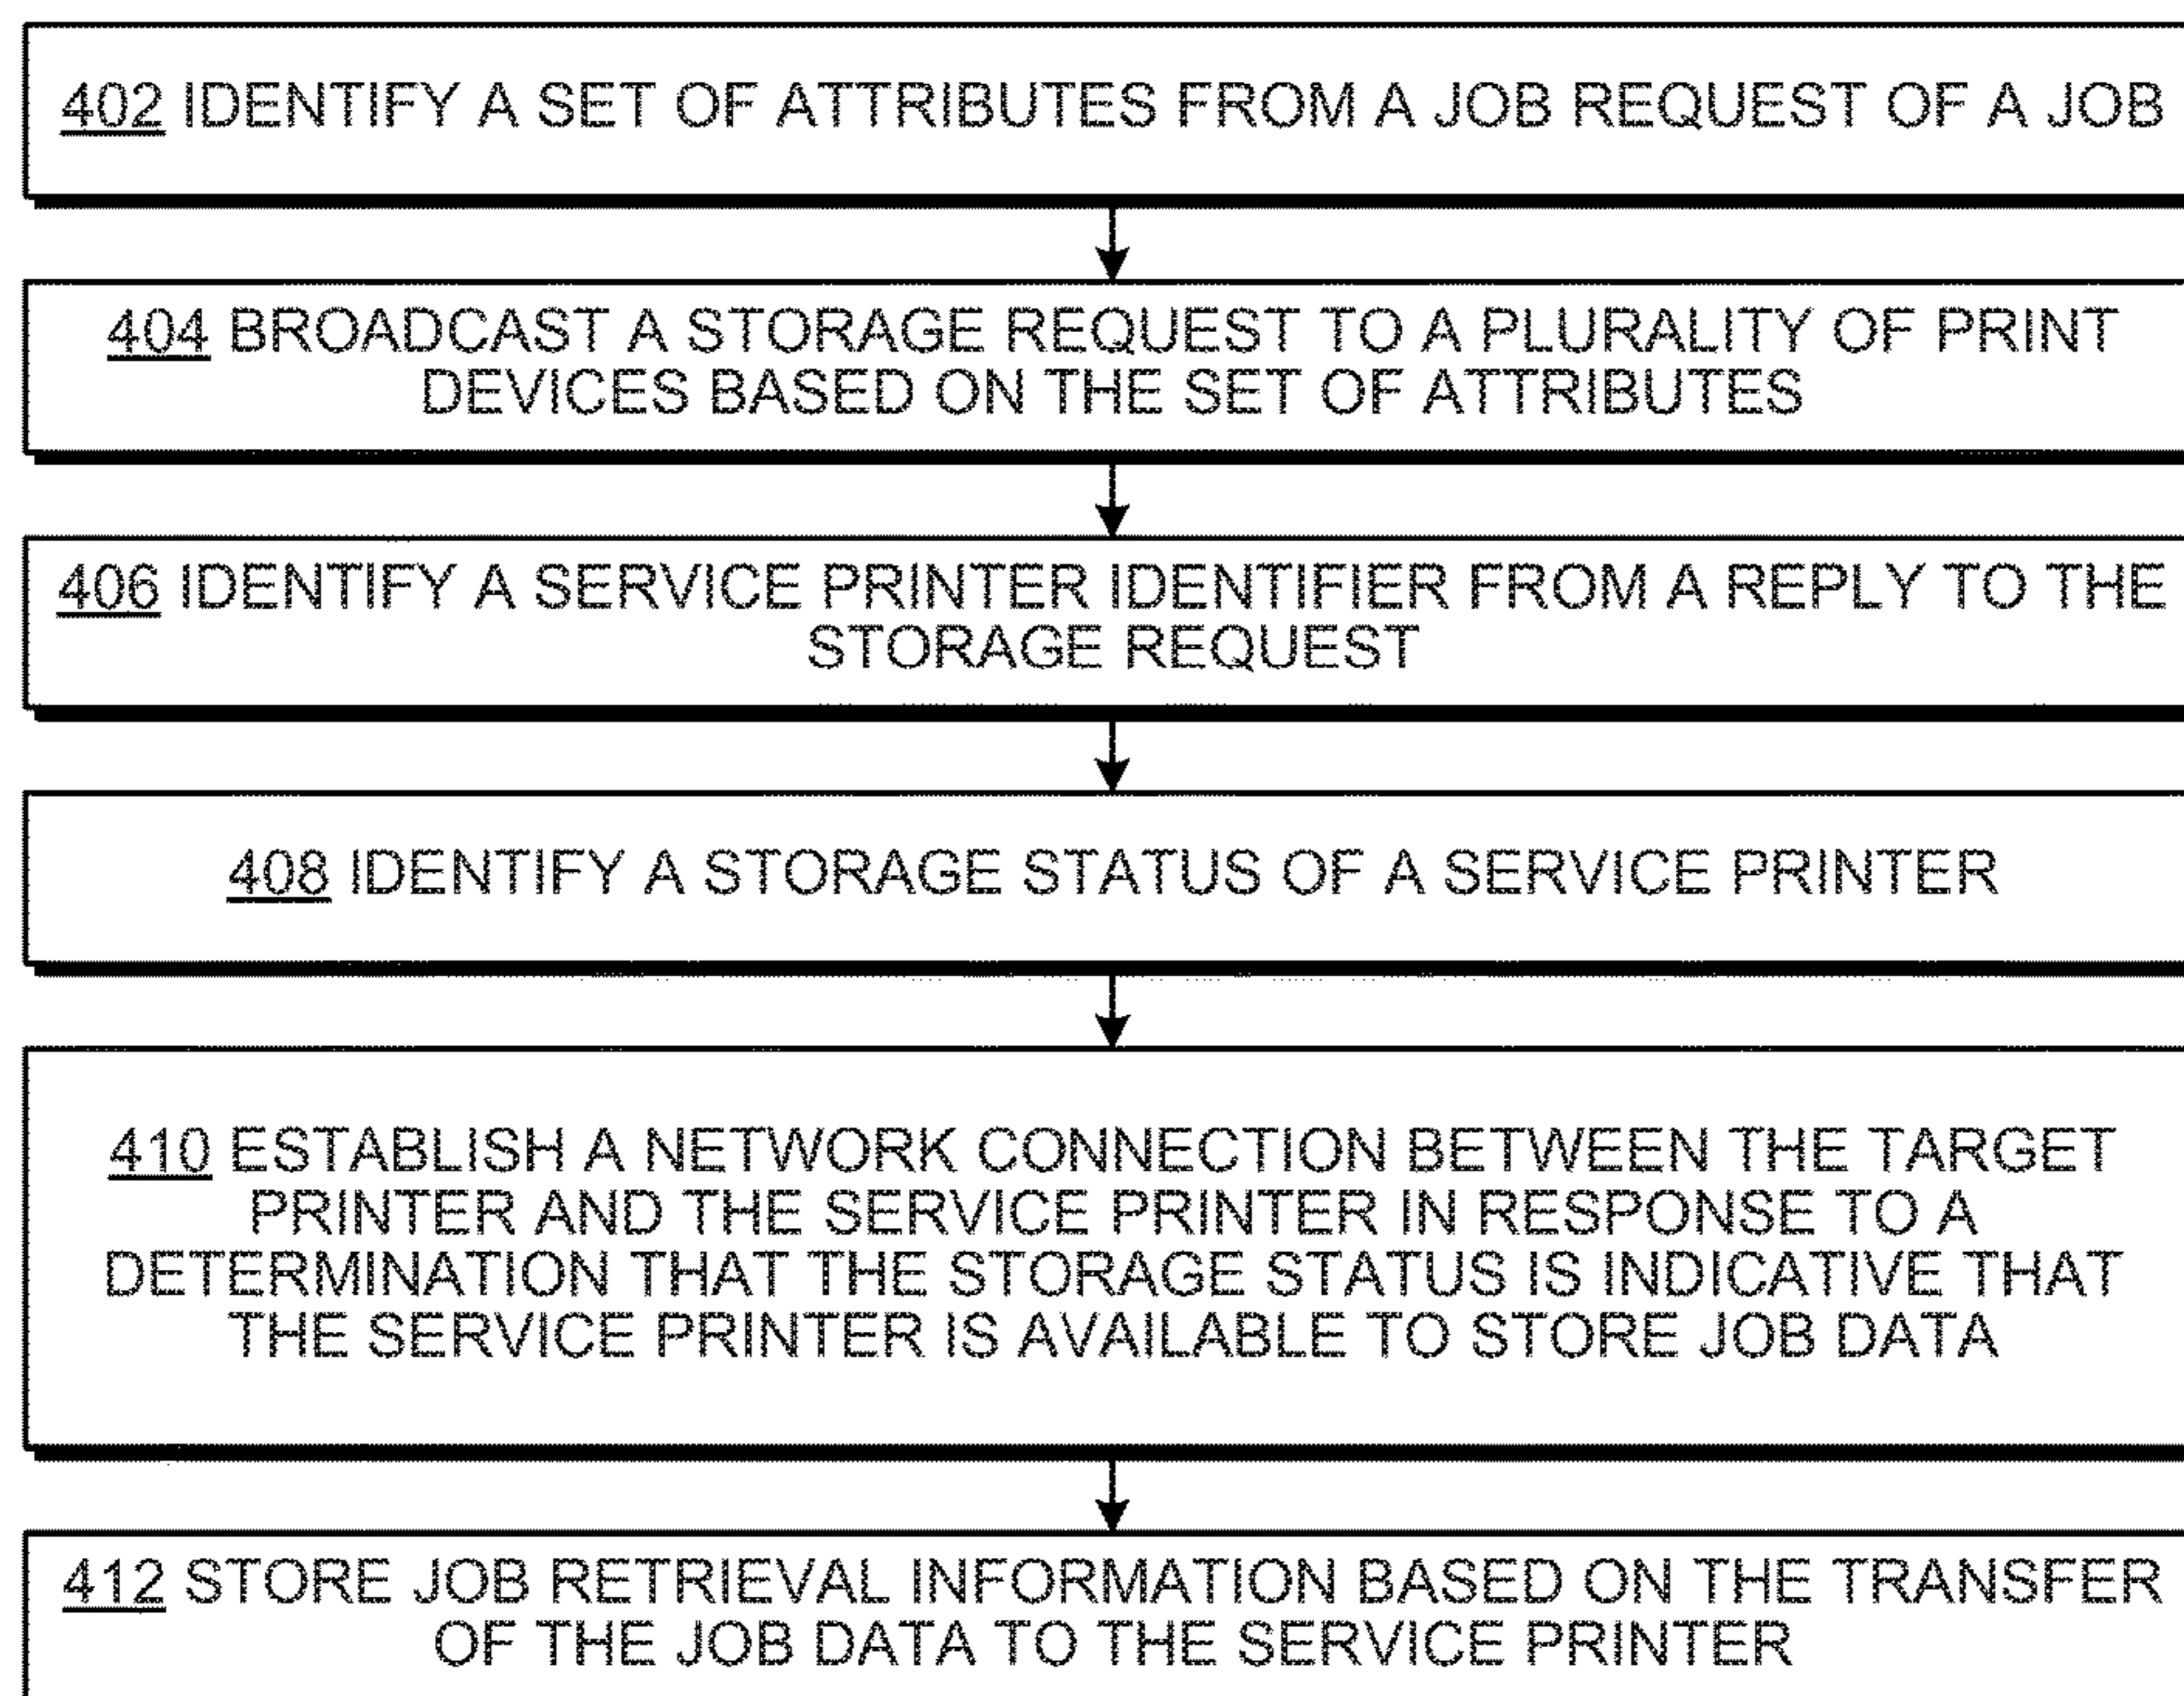 402 IDENTIFY A SET OF ATTRIBUTES FROM A JOB REQUEST OF A JOB
404 BROADCAST A STORAGE REQUEST TO A PLURALITY OF PRINT
DEVICES BASED ON THE SET OF ATTRIBUTES
406 IDENTIFY A SERVICE PRINTER IDENTIFIER FROM A REPLY TO THE
STORAGE REQUEST
408 IDENTIFY A STORAGE STATUS OF A SERVICE PRINTER
410 ESTABLISH A NETWORK CONNECTION BETWEEN THE TARGET
PRINTER AND THE SERVICE PRINTER IN RESPONSE TO A
DETERMINATION THAT THE STORAGE STATUS IS INDICATIVE THAT
THE SERVICE PRINTER IS AVAILABLE TO STORE JOB DATA
412 STORE JOB RETRIEVAL INFORMATION BASED ON THE TRANSFER
OF THE JOB DATA TO THE SERVICE PRINTER